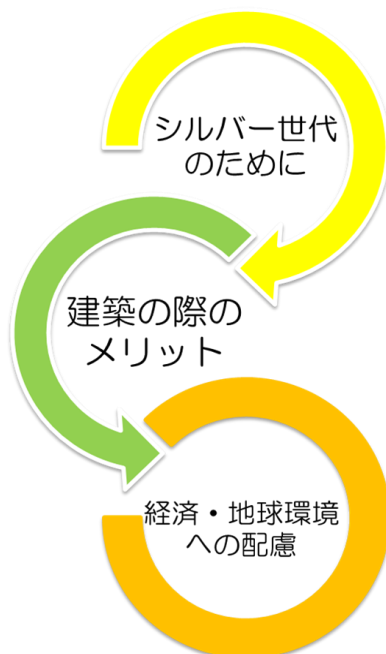 シルバー世代
のために
建築の際の
メリット
経済・地球環境
への配慮